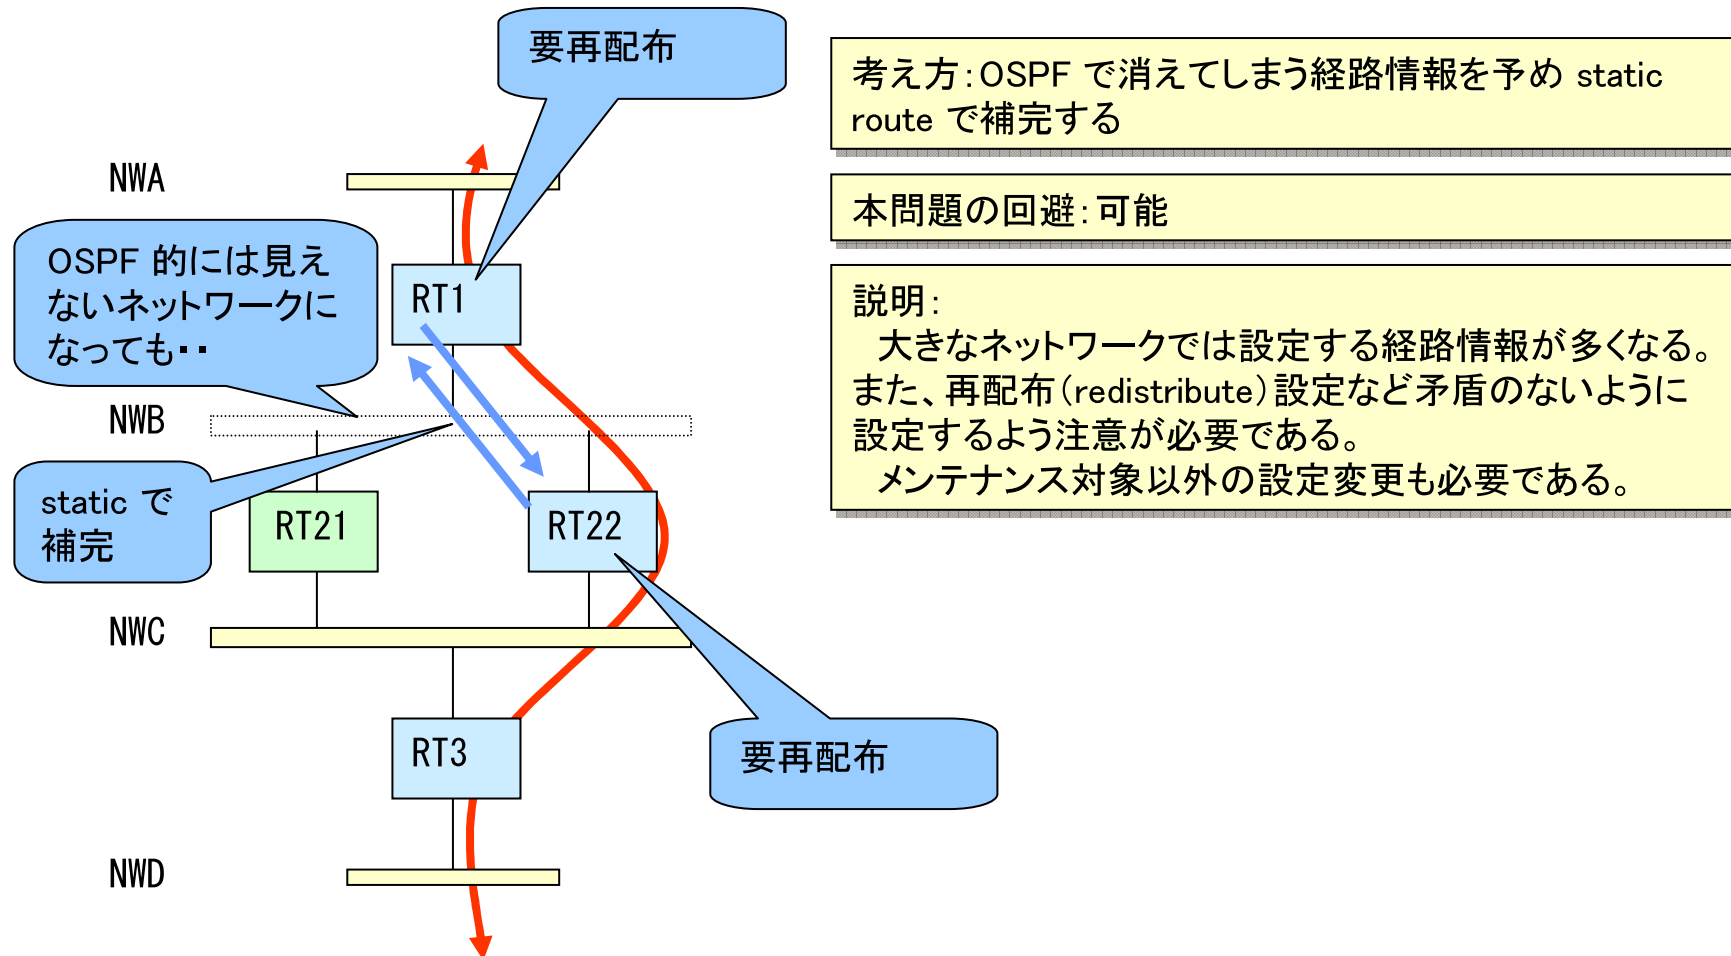 要再配布
考え方：OSPF で消えてしまう経路情報を予め static
route で補完する
NWA
本問題の回避：可能
OSPF 的には見え
ないネットワークに
なっても・・
RT1
説明：
大きなネットワークでは設定する経路情報が多くなる。
また、再配布（redistribute）設定など矛盾のないように
設定するよう注意が必要である。
メンテナンス対象以外の設定変更も必要である。
NWB
static で
補完
RT21
RT22
NWC
RT3
要再配布
NWD